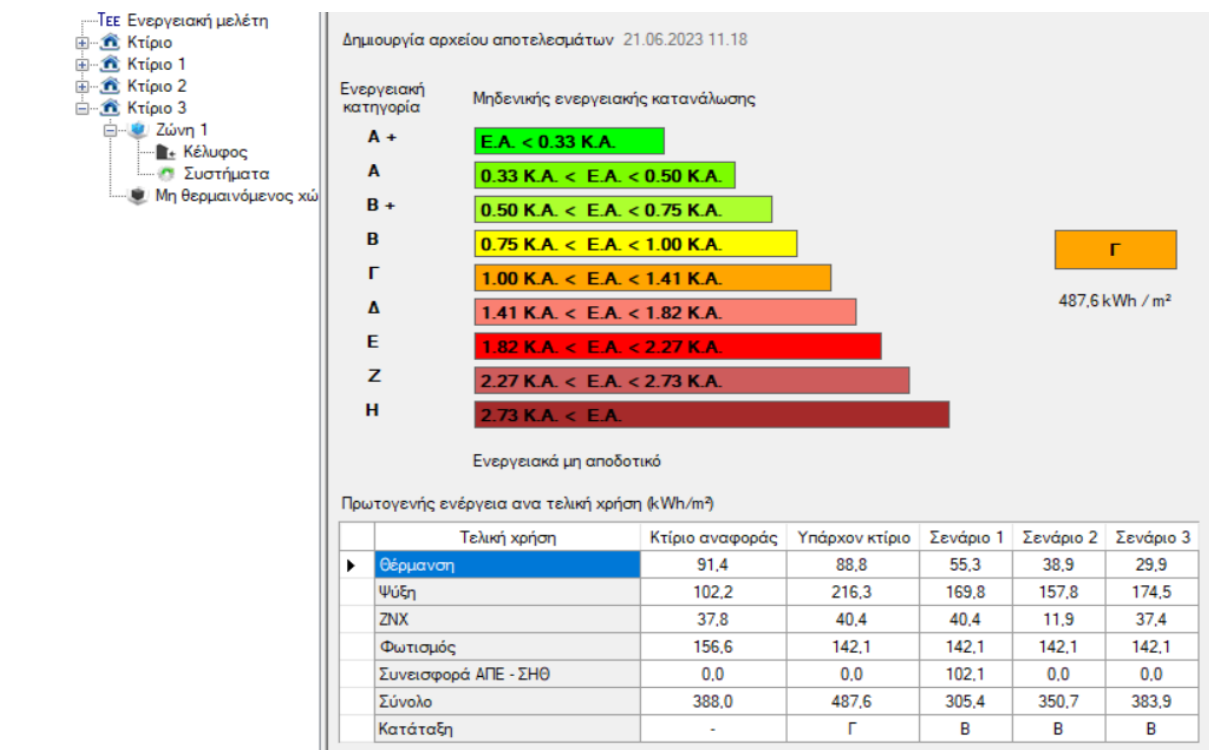 TEE Ενεργειακή μελέτη
Κτίριο
Κτίριο 1
Κτίριο 2
Κτίριο 3
Ζώνη 1
Κέλυφος
Συστήματα
Μη θερμαινόμενος χώ
Δημιουργία αρχείου αποτελεσμάτων 21.06.2023 11.18
Ενεργειακή κατηγορία
Μηδενικής ενεργειακής κατανάλωσης
Α + Ε.Α. < 0.33 Κ.Α.
Α 0.33 Κ.Α. < Ε.Α. < 0.50 Κ.Α.
Β + 0.50 Κ.Α. < Ε.Α. < 0.75 Κ.Α.
Β 0.75 Κ.Α. < Ε.Α. < 1.00 Κ.Α.
Γ 1.00 Κ.Α. < Ε.Α. < 1.41 Κ.Α.
Δ 1.41 Κ.Α. < Ε.Α. < 1.82 Κ.Α.
Ε 1.82 Κ.Α. < Ε.Α. < 2.27 Κ.Α.
Ζ 2.27 Κ.Α. < Ε.Α. < 2.73 Κ.Α.
Η 2.73 Κ.Α. < Ε.Α.
Γ
487,6 kWh / m²
Ενεργειακά μη αποδοτικό
Πρωτογενής ενέργεια ανα τελική χρήση (kWh/m²)
Τελική χρήση Κτίριο αναφοράς Υπάρχον κτίριο Σενάριο 1 Σενάριο 2 Σενάριο 3
Θέρμανση 91,4 88,8 55,3 38,9 29,9
Ψύξη 102,2 216,3 169,8 157,8 174,5
ΖΝΧ 37,8 40,4 40,4 11,9 37,4
Φωτισμός 156,6 142,1 142,1 142,1 142,1
Συνεισφορά ΑΠΕ - ΣΗΘ 0,0 0,0 102,1 0,0 0,0
Σύνολο 388,0 487,6 305,4 350,7 383,9
Κατάταξη - Γ Β Β Β